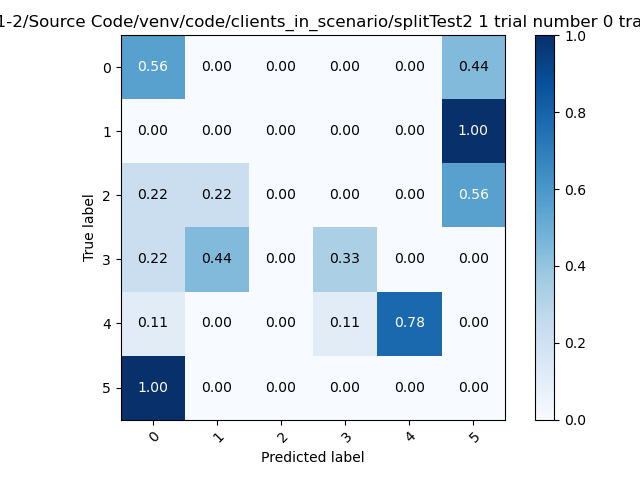 1-2/Source Code/venv/code/clients_in_scenario/splitTest2 1 trial number 0 tra
0 0.56 0.00 0.00 0.00 0.00 0.44
1 0.00 0.00 0.00 0.00 0.00 1.00
2 0.22 0.22 0.00 0.00 0.00 0.56
3 0.22 0.44 0.00 0.33 0.00 0.00
4 0.11 0.00 0.00 0.11 0.78 0.00
5 1.00 0.00 0.00 0.00 0.00 0.00
0 1 2 3 4 5
True label
Predicted label
1.0
0.8
0.6
0.4
0.2
0.0